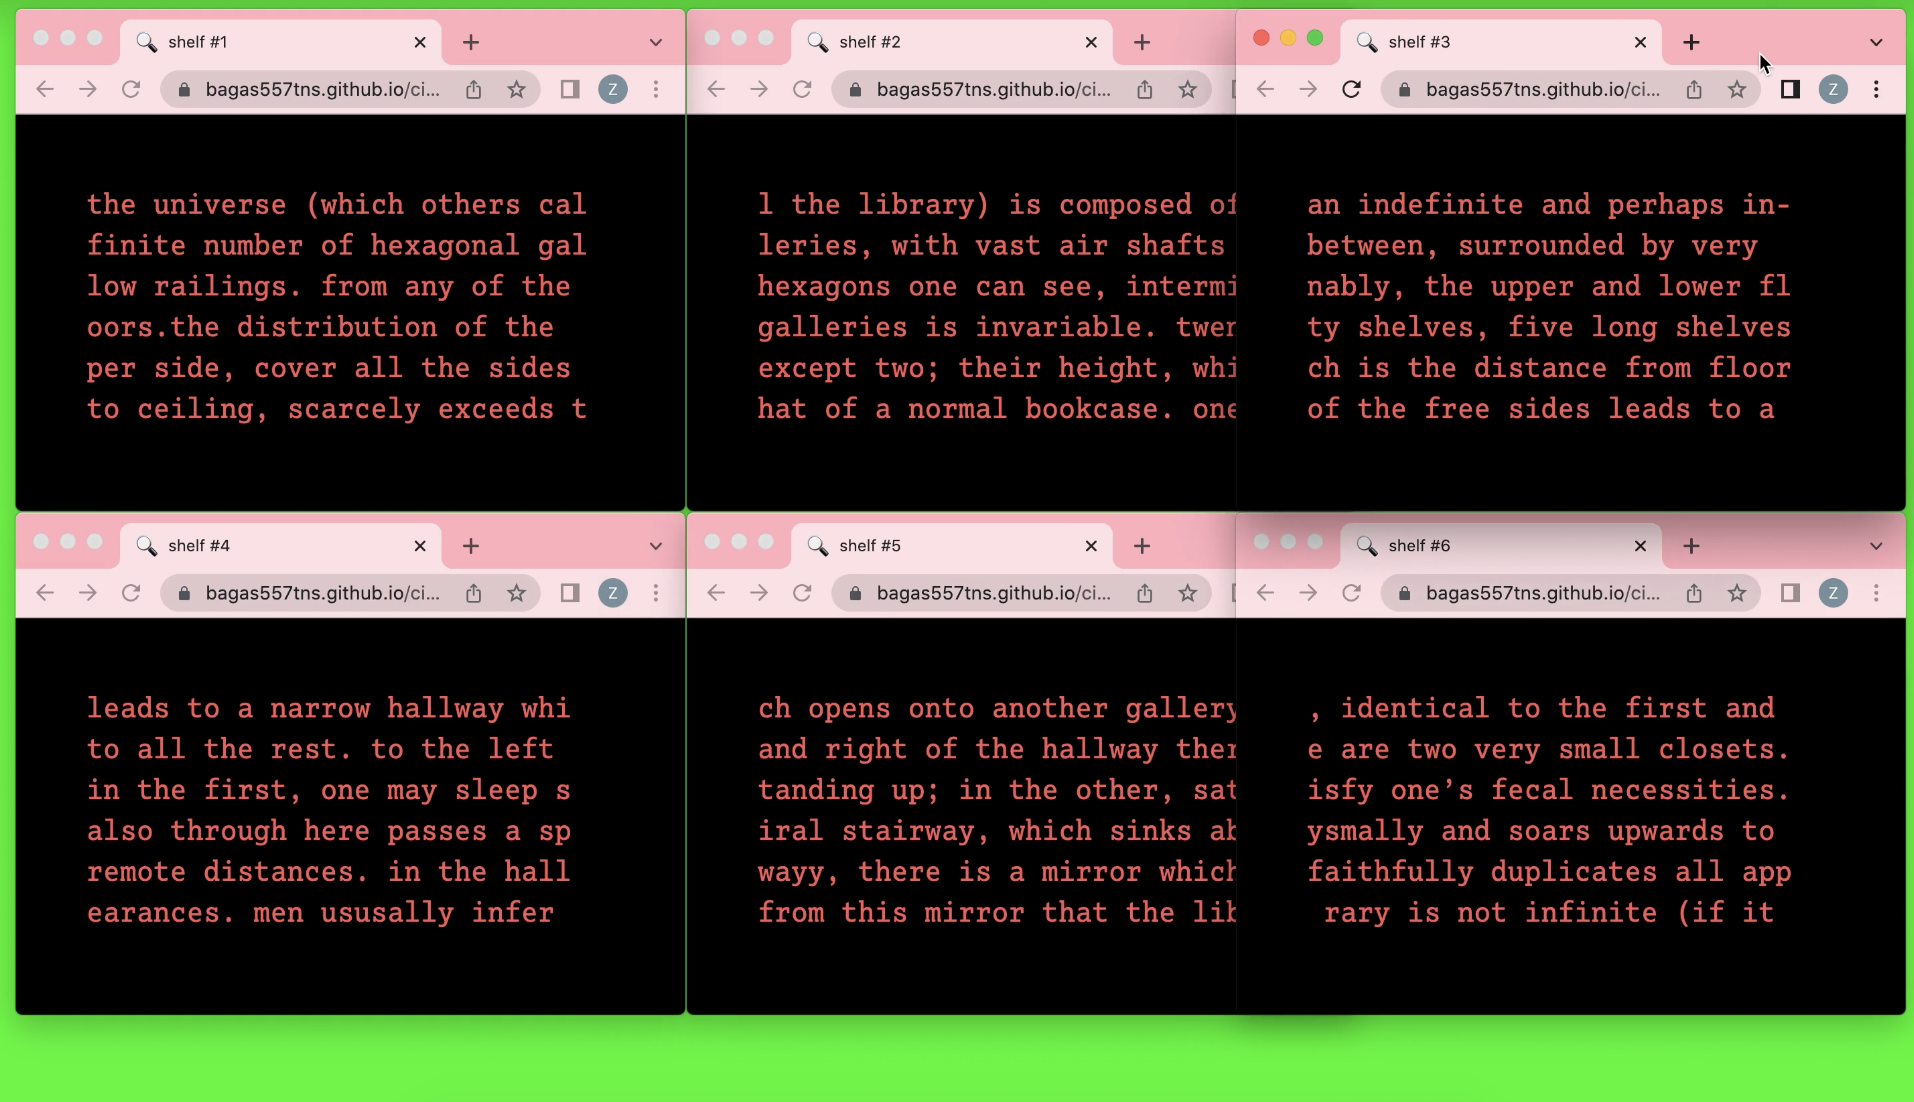 shelf #1 shelf #2 shelf #3
bagas557tns.github.io/ci... bagas557tns.github.io/ci... Z bagas557tns.github.io/ci... Z
the universe (which others cal l the library) is composed of an indefinite and perhaps in-
finite number of hexagonal gal leries, with vast air shafts between, surrounded by very
low railings. from any of the hexagons one can see, intermi nably, the upper and lower fl
oors.the distribution of the galleries is invariable. twen ty shelves, five long shelves
per side, cover all the sides except two; their height, whi ch is the distance from floor
to ceiling, scarcely exceeds t hat of a normal bookcase. one of the free sides leads to a
shelf #4 shelf #5 shelf #6
bagas557tns.github.io/ci... Z bagas557tns.github.io/ci... bagas557tns.github.io/ci... Z
leads to a narrow hallway whi ch opens onto another gallery , identical to the first and
to all the rest. to the left and right of the hallway ther e are two very small closets.
in the first, one may sleep s tanding up; in the other, sat isfy one’s fecal necessities.
also through here passes a sp iral stairway, which sinks ab ysmally and soars upwards to
remote distances. in the hall wayy, there is a mirror which faithfully duplicates all app
earances. men ususally infer from this mirror that the lib rary is not infinite (if it